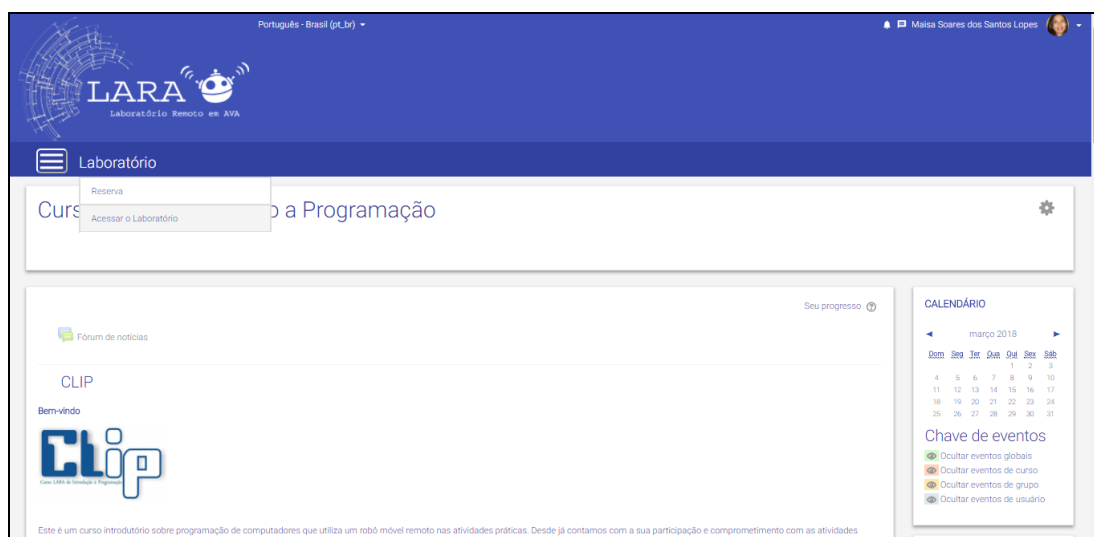 Português - Brasil (pt_br)
Maisa Soares dos Santos Lopes
LARA
Laboratório Remoto em AVA
Laboratório
Reserva
Acessar o Laboratório
Curs o a Programação
Seu progresso
Fórum de notícias
CLIP
Bem-vindo
CLip
Curso LARA de Introdução a Programação
Este é um curso introdutório sobre programação de computadores que utiliza um robô móvel remoto nas atividades práticas. Desde já contamos com a sua participação e comprometimento com as atividades
CALENDÁRIO
◄ março 2018 ►
Dom Seg Ter Qua Qui Sex Sáb
1 2 3
4 5 6 7 8 9 10
11 12 13 14 15 16 17
18 19 20 21 22 23 24
25 26 27 28 29 30 31
Chave de eventos
Ocultar eventos globais
Ocultar eventos de curso
Ocultar eventos de grupo
Ocultar eventos de usuário